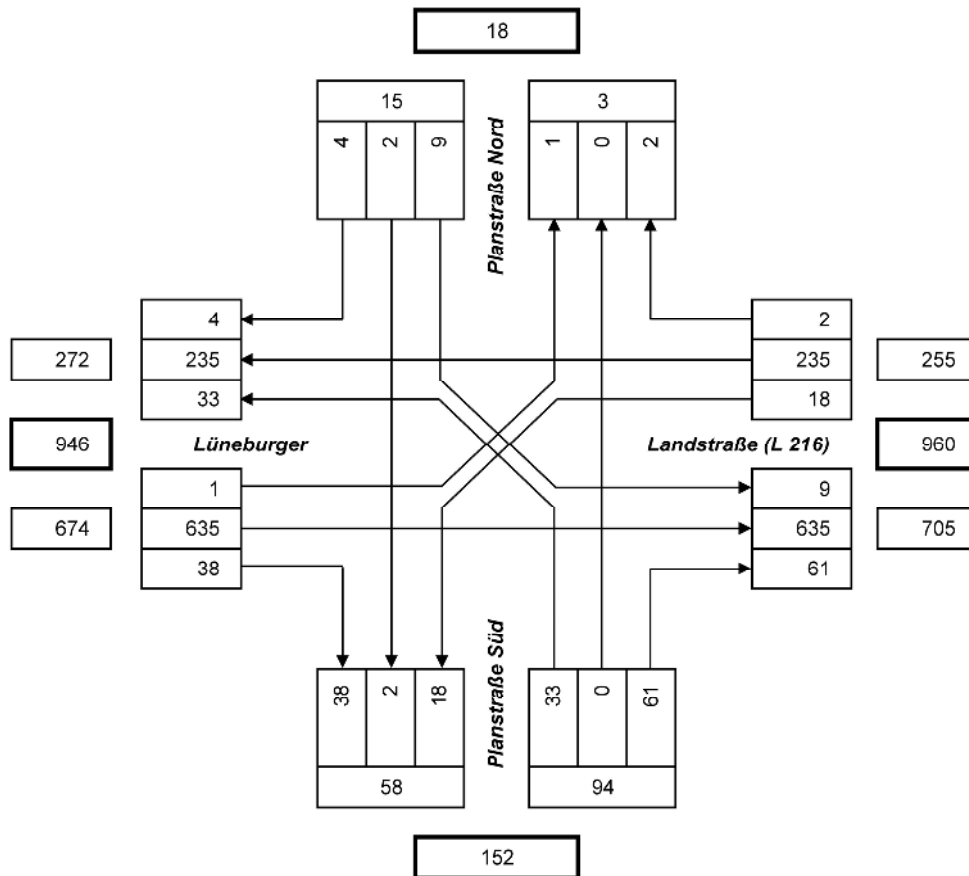 18
15 3
4 2 9 1 0 2
Planstraße Nord
4 2
272 235 235 255
33 18
946 Lüneburger Landstraße (L 216) 960
1 9
674 635 635 705
38 61
Planstraße Süd
38 2 18 33 0 61
58 94
152